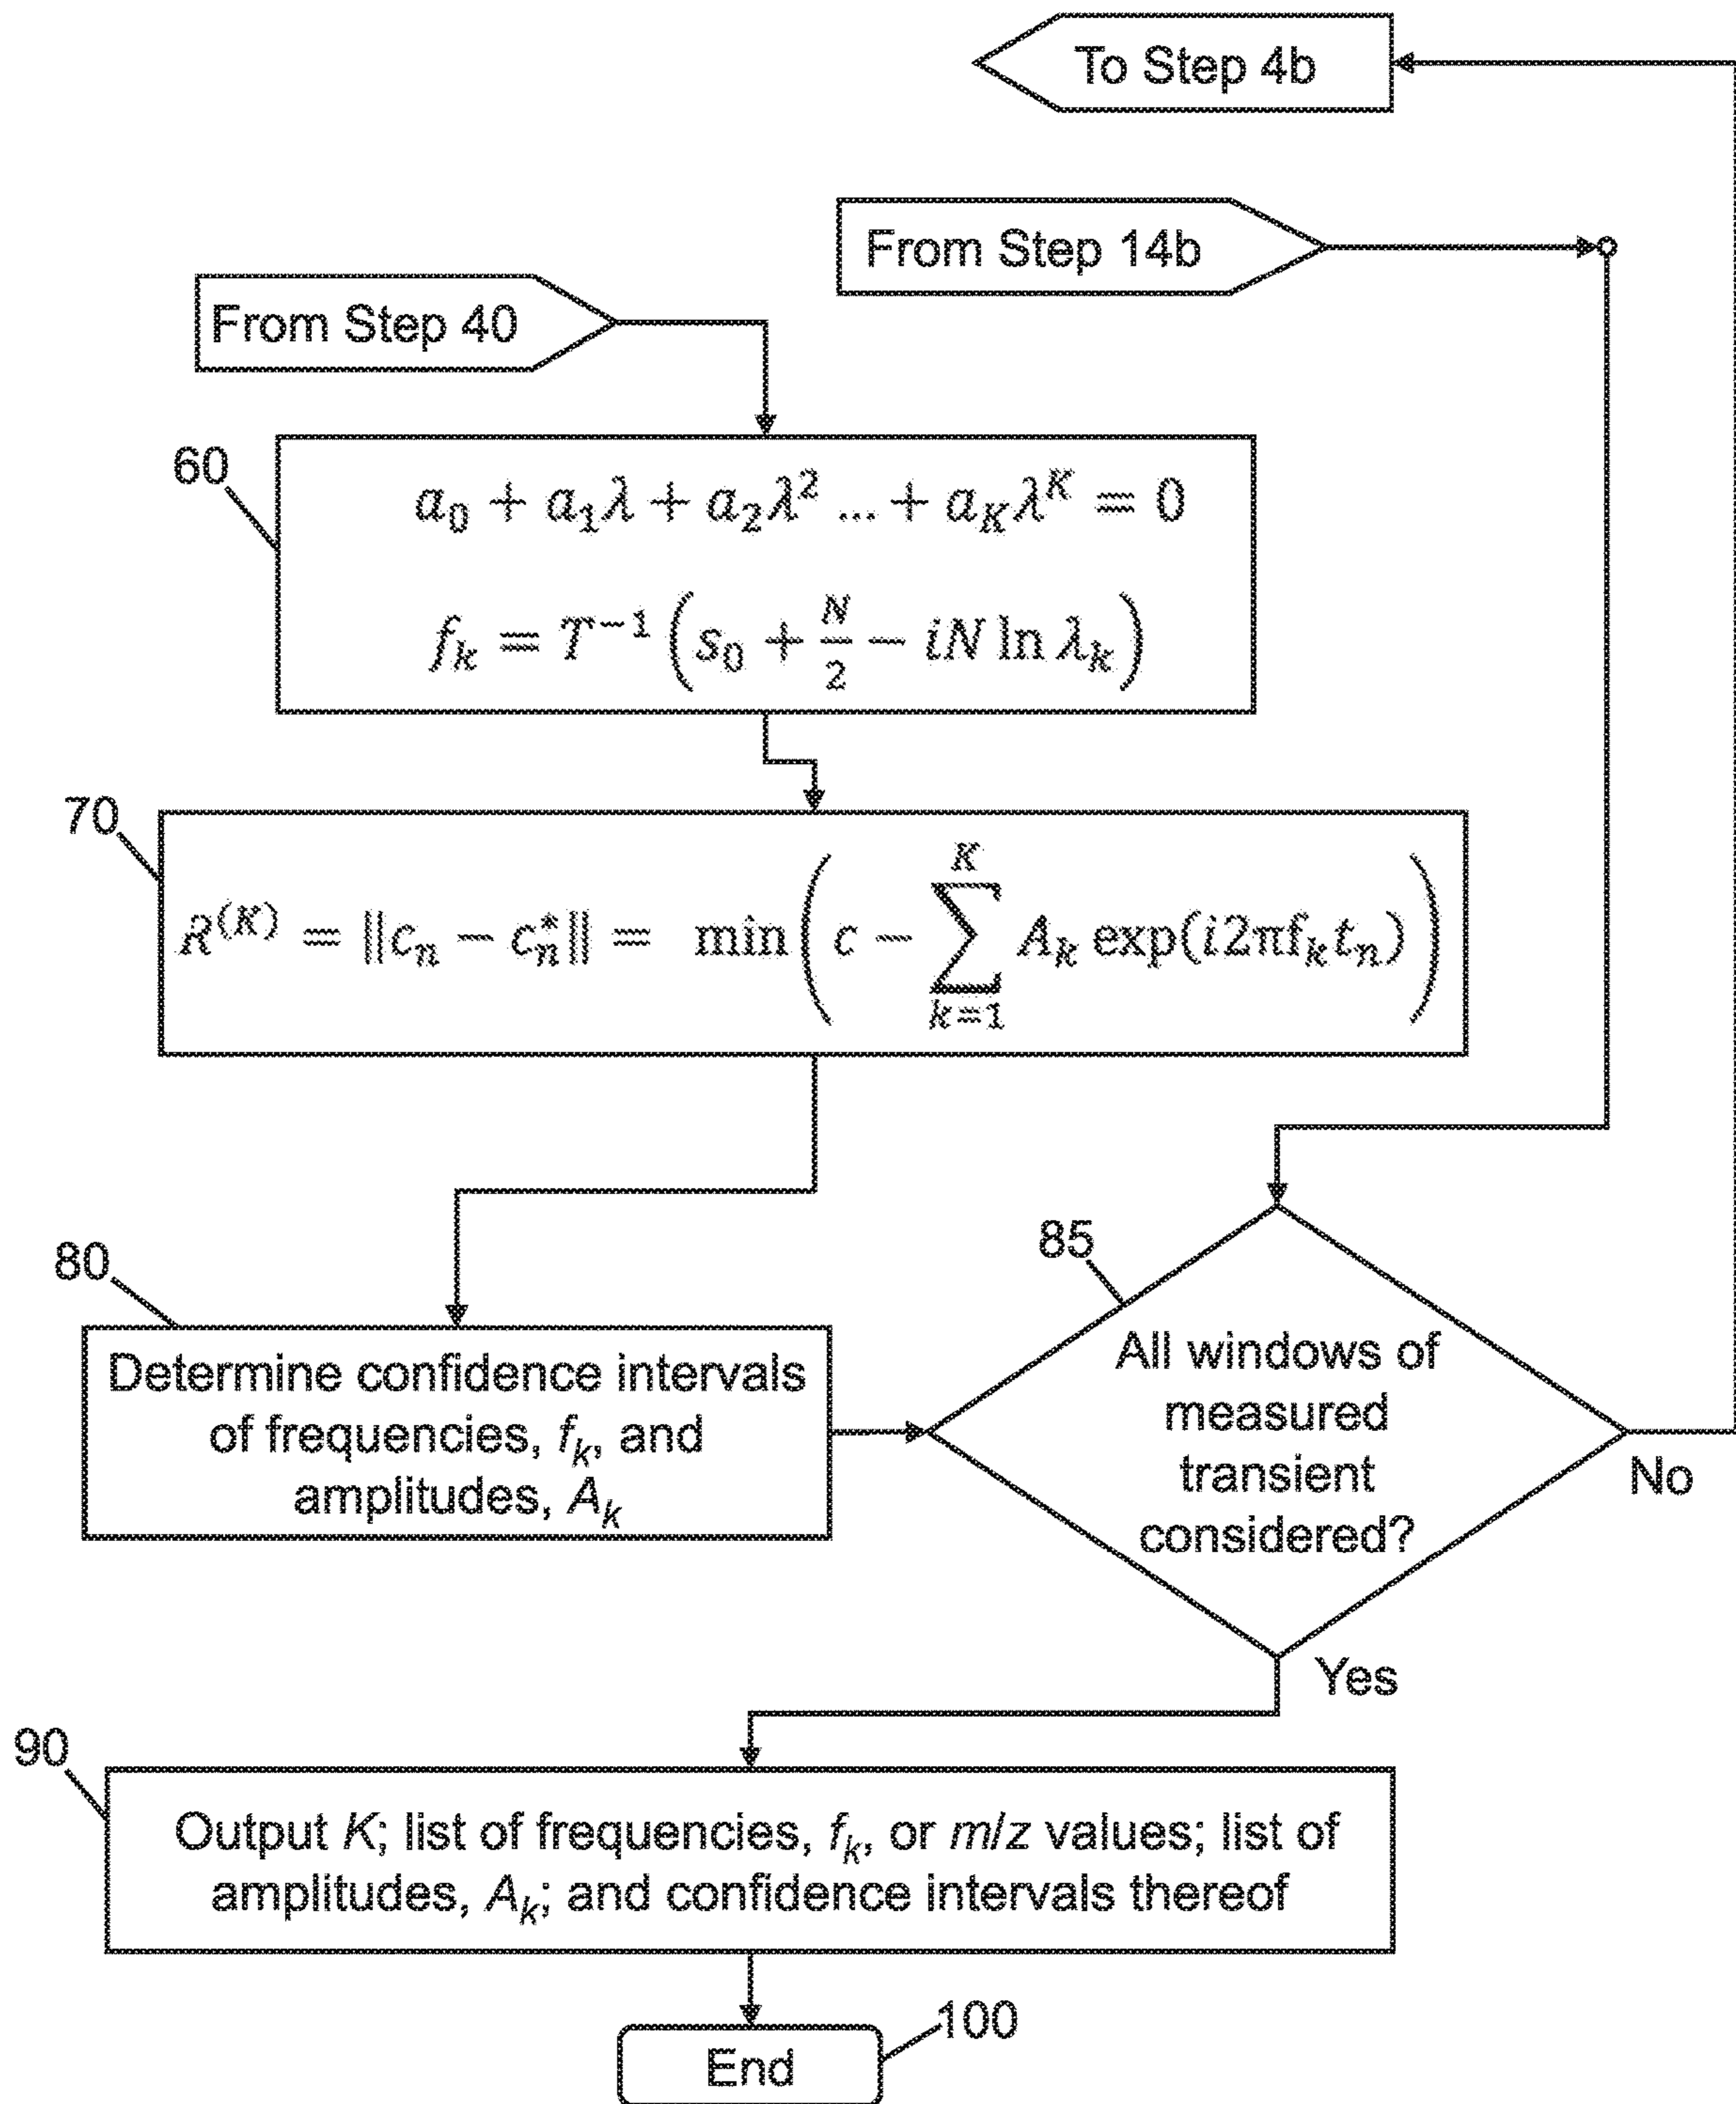 To Step 4b
From Step 14b
From Step 40
60
a₀ + a₁λ + a₂λ² ... + a_Kλ^K = 0
f_k = T⁻¹(s₀ + N/2 − iN ln λ_k)
70
R^(K) = ‖c_n − c_n^*‖ = min(c − ∑_{k=1}^{K} A_k exp(i2πf_k t_n))
80
Determine confidence intervals
of frequencies, f_k, and
amplitudes, A_k
85
All windows of
measured
transient
considered?
No
Yes
90
Output K; list of frequencies, f_k, or m/z values; list of
amplitudes, A_k; and confidence intervals thereof
100
End